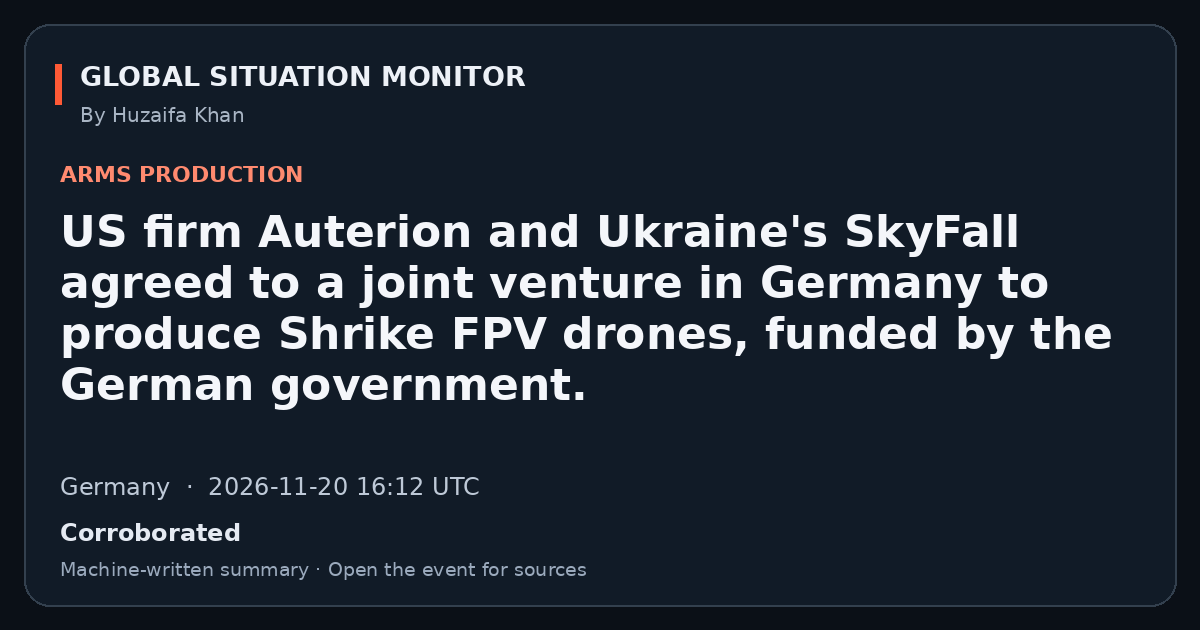 GLOBAL SITUATION MONITOR
By Huzaifa Khan
ARMS PRODUCTION
US firm Auterion and Ukraine's SkyFall
agreed to a joint venture in Germany to
produce Shrike FPV drones, funded by the
German government.
Germany · 2026-11-20 16:12 UTC
Corroborated
Machine-written summary · Open the event for sources